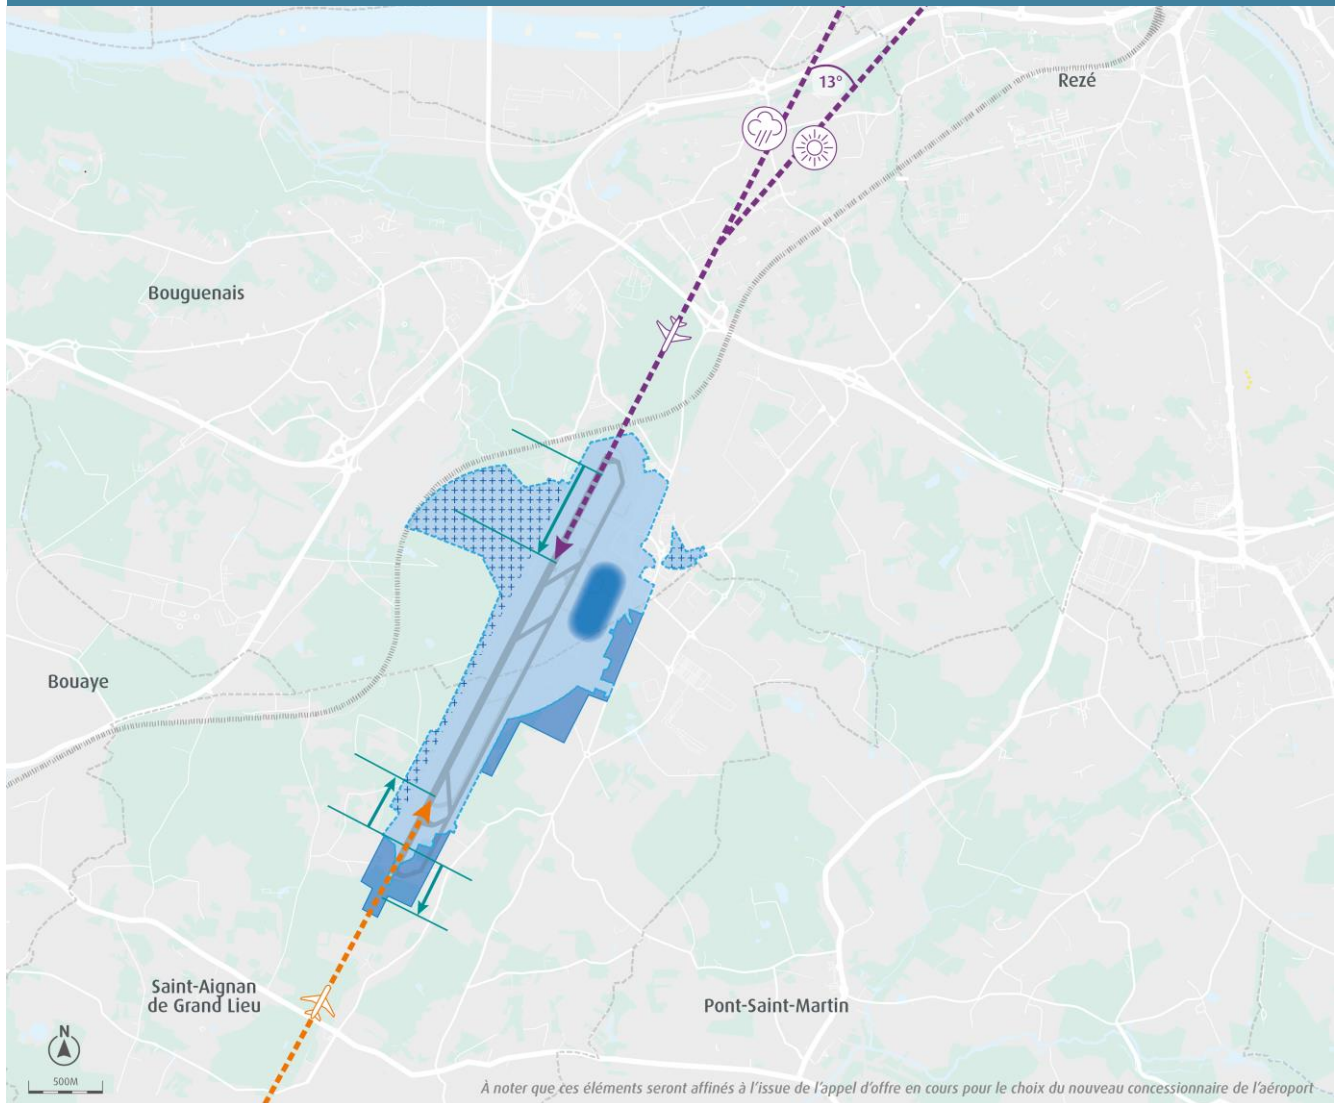 13°
Rezé
Bouguenais
Bouaye
Saint-Aignan
de Grand Lieu
Pont-Saint-Martin
N
500M
À noter que ces éléments seront affinés à l'issue de l'appel d'offre en cours pour le choix du nouveau concessionnaire de l'aéroport